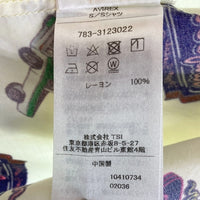 AVIREX
S/Sシャツ
783-3123022
レーヨン 100%
株式会社 TSI
東京都港区赤坂8-5-27
住友不動産青山ビル東館4階
中国製
10410734
02036